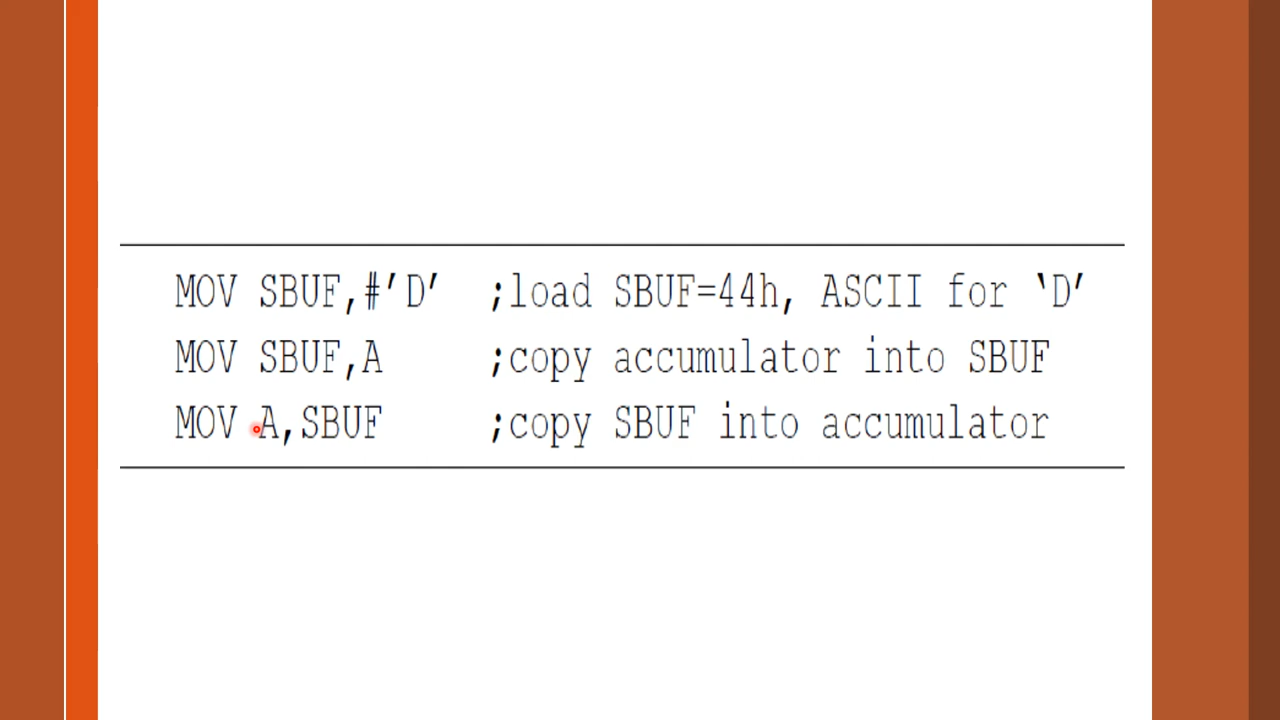 MOV SBUF,#’D’ ;load SBUF=44h, ASCII for ‘D’
MOV SBUF,A ;copy accumulator into SBUF
MOV A,SBUF ;copy SBUF into accumulator